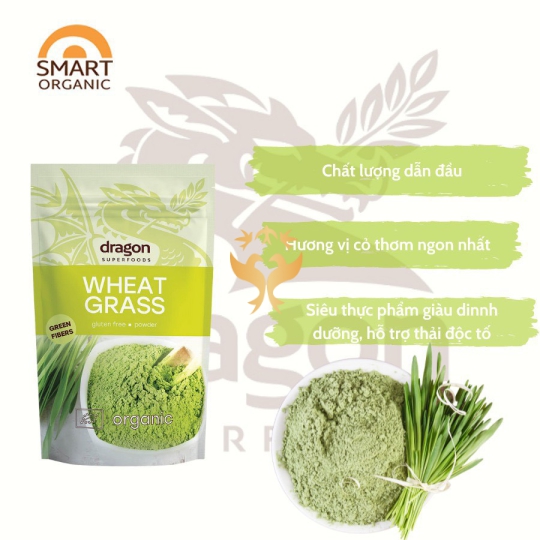 SMART
ORGANIC
Chất lượng dẫn đầu
dragon
SUPERFOODS
Hương vị cỏ thơm ngon nhất
WHEAT
GRASS
gluten free • powder
Siêu thực phẩm giàu dinnh
dưỡng, hỗ trợ thải độc tố
GREEN
FIBERS
organic
dragon